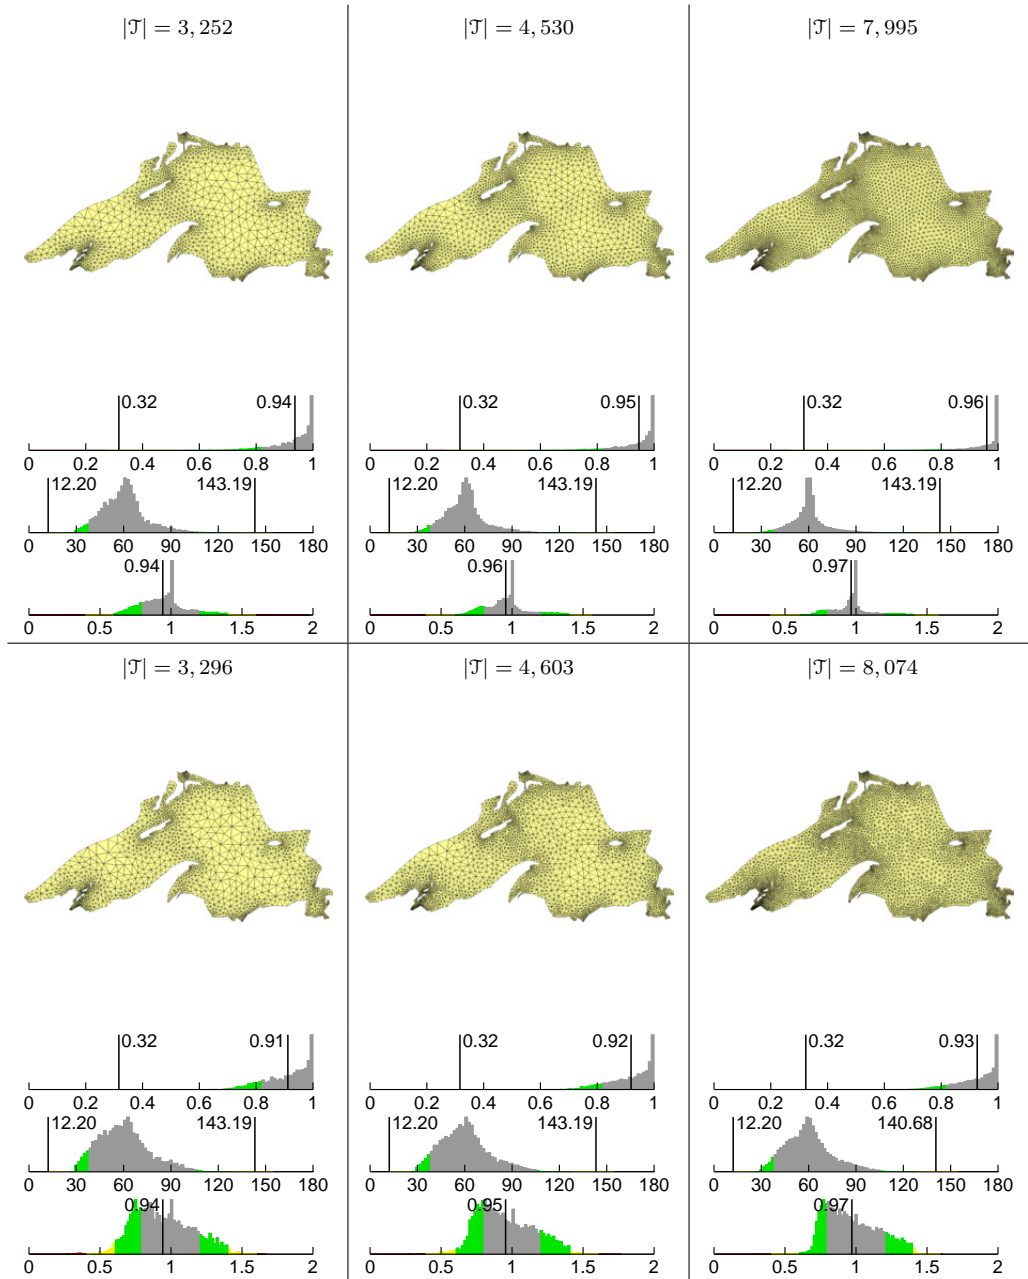 |𝒯| = 3, 252
|𝒯| = 4, 530
|𝒯| = 7, 995
0.32 0.94
0 0.2 0.4 0.6 0.8 1
12.20 143.19
0 30 60 90 120 150 180
0.94
0 0.5 1 1.5 2
0.32 0.95
0 0.2 0.4 0.6 0.8 1
12.20 143.19
0 30 60 90 120 150 180
0.96
0 0.5 1 1.5 2
0.32 0.96
0 0.2 0.4 0.6 0.8 1
12.20 143.19
0 30 60 90 120 150 180
0.97
0 0.5 1 1.5 2
|𝒯| = 3, 296
|𝒯| = 4, 603
|𝒯| = 8, 074
0.32 0.91
0 0.2 0.4 0.6 0.8 1
12.20 143.19
0 30 60 90 120 150 180
0.94
0 0.5 1 1.5 2
0.32 0.92
0 0.2 0.4 0.6 0.8 1
12.20 143.19
0 30 60 90 120 150 180
0.95
0 0.5 1 1.5 2
0.32 0.93
0 0.2 0.4 0.6 0.8 1
12.20 140.68
0 30 60 90 120 150 180
0.97
0 0.5 1 1.5 2